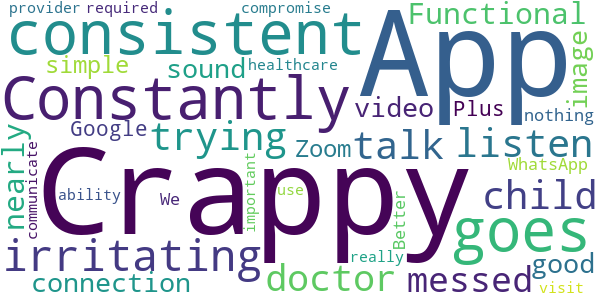 provider required compromise
consistent App Functional
simple sound healthcare image
Constantly video Plus nothing
Google trying Zoom talk listen
nearly communicate Crappy important use WhatsApp
ability We child
Better goes
irritating really good
connection doctor messed visit